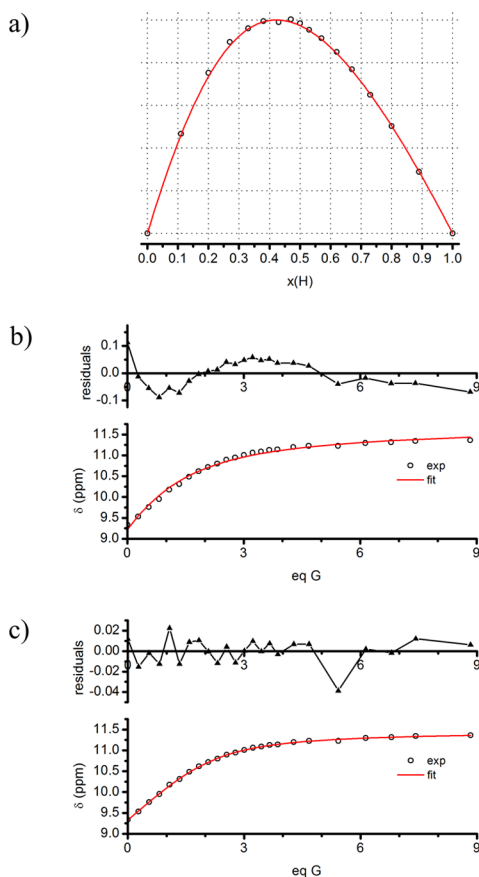 a)
0.0 0.1 0.2 0.3 0.4 0.5 0.6 0.7 0.8 0.9 1.0
x(H)
b)
residuals
0.1
0.0
-0.1
0 3 6 9
δ (ppm)
11.5
11.0
10.5
10.0
9.5
9.0
exp
fit
0 3 6 9
eq G
c)
residuals
0.02
0.00
-0.02
-0.04
0 3 6 9
δ (ppm)
11.5
11.0
10.5
10.0
9.5
9.0
exp
fit
0 3 6 9
eq G